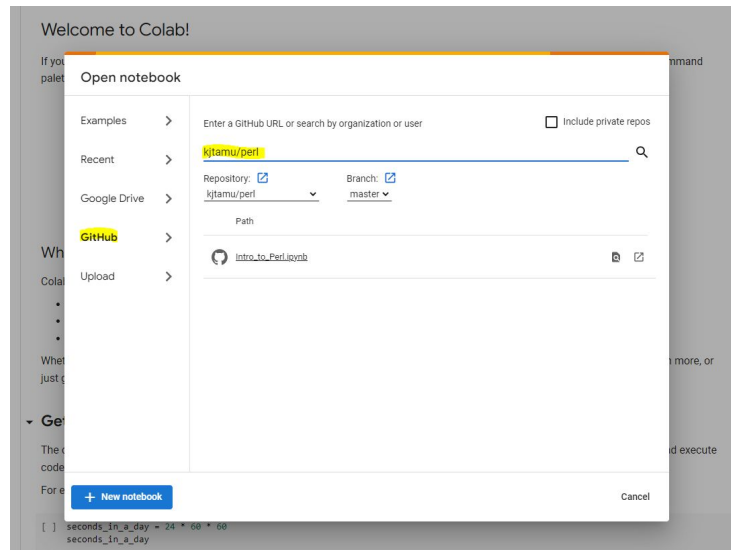 Welcome to Colab!
If you
mmand
palet
Open notebook
Examples
Recent
Google Drive
GitHub
Upload
Enter a GitHub URL or search by organization or user
Include private repos
kjtamu/perl
Repository:
Branch:
kjtamu/perl
master
Path
Intro_to_Perl.ipynb
Wh
Colal
Whet
n more, or
just g
Get
The c
nd execute
code
For e
+ New notebook
Cancel
[ ] seconds_in_a_day = 24 * 60 * 60
seconds_in_a_day